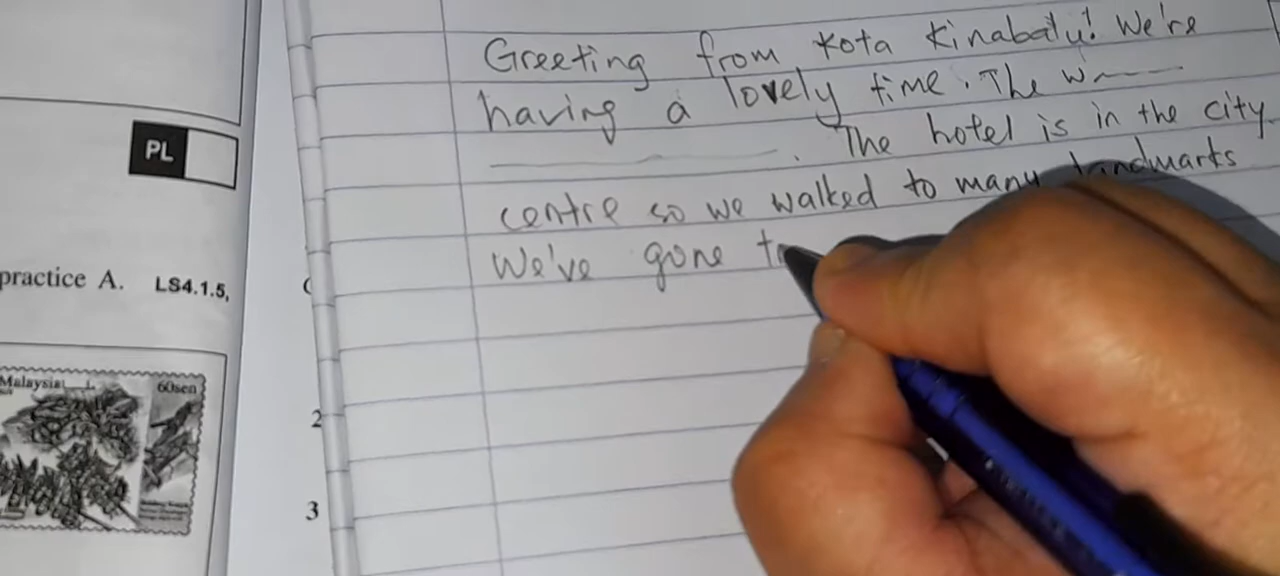 Greeting from Kota Kinabalu! We're
having a lovely time. The w
. The hotel is in the city
centre so we walked to many landmarks
We've gone to
PL
practice A. LS4.1.5,
Malaysia 60sen
2
3